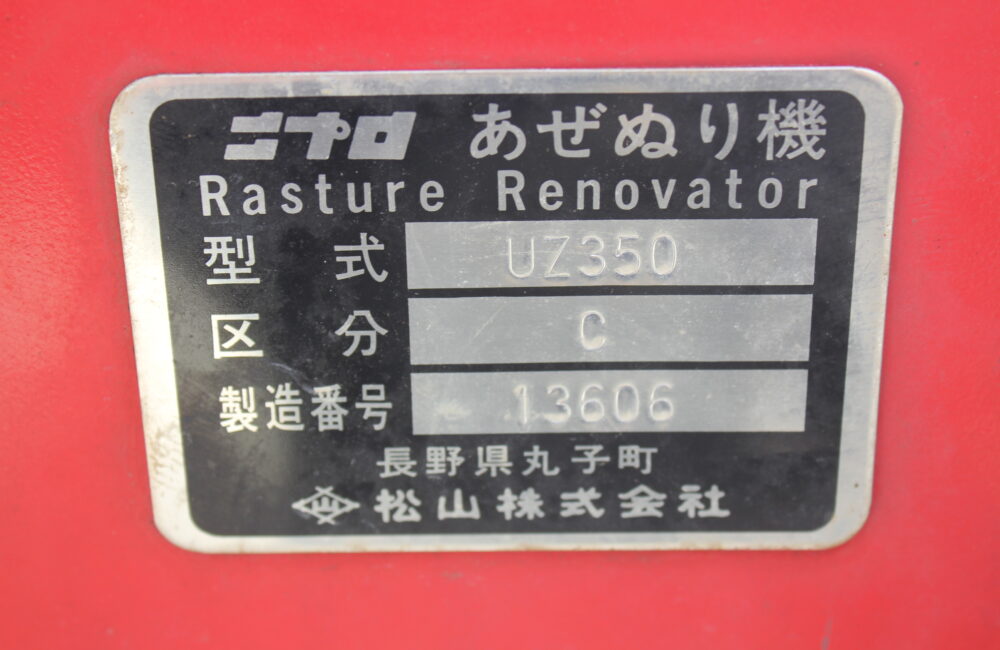 ニプロ あぜぬり機
Rasture Renovator
型式 UZ350
区分 C
製造番号 13606
長野県丸子町
松山株式会社